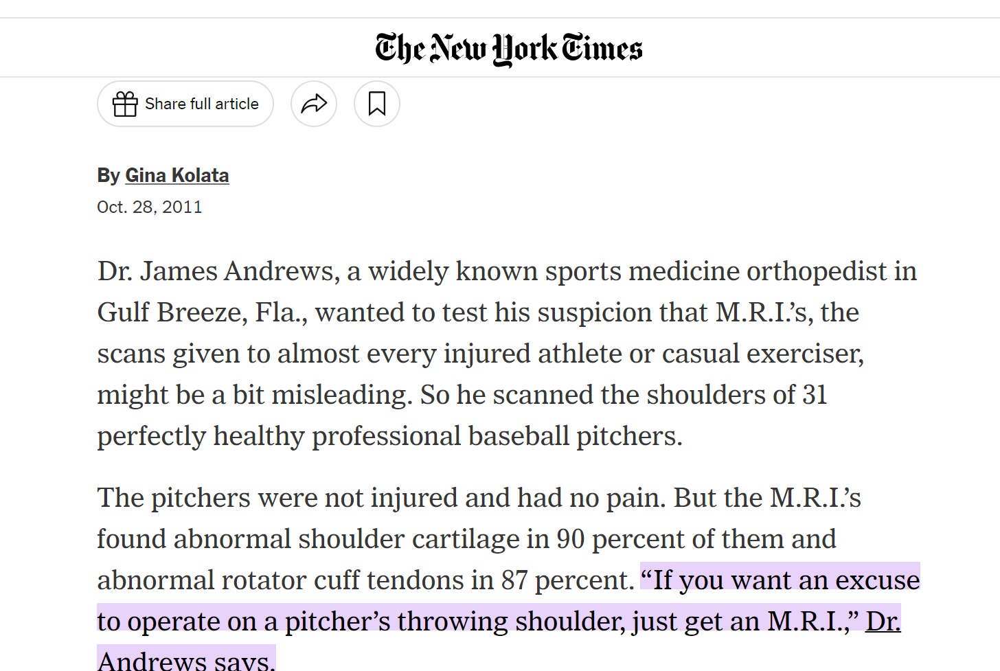 The New York Times
Share full article
By Gina Kolata
Oct. 28, 2011
Dr. James Andrews, a widely known sports medicine orthopedist in
Gulf Breeze, Fla., wanted to test his suspicion that M.R.I.’s, the
scans given to almost every injured athlete or casual exerciser,
might be a bit misleading. So he scanned the shoulders of 31
perfectly healthy professional baseball pitchers.
The pitchers were not injured and had no pain. But the M.R.I.’s
found abnormal shoulder cartilage in 90 percent of them and
abnormal rotator cuff tendons in 87 percent. “If you want an excuse
to operate on a pitcher’s throwing shoulder, just get an M.R.I.,” Dr.
Andrews says.